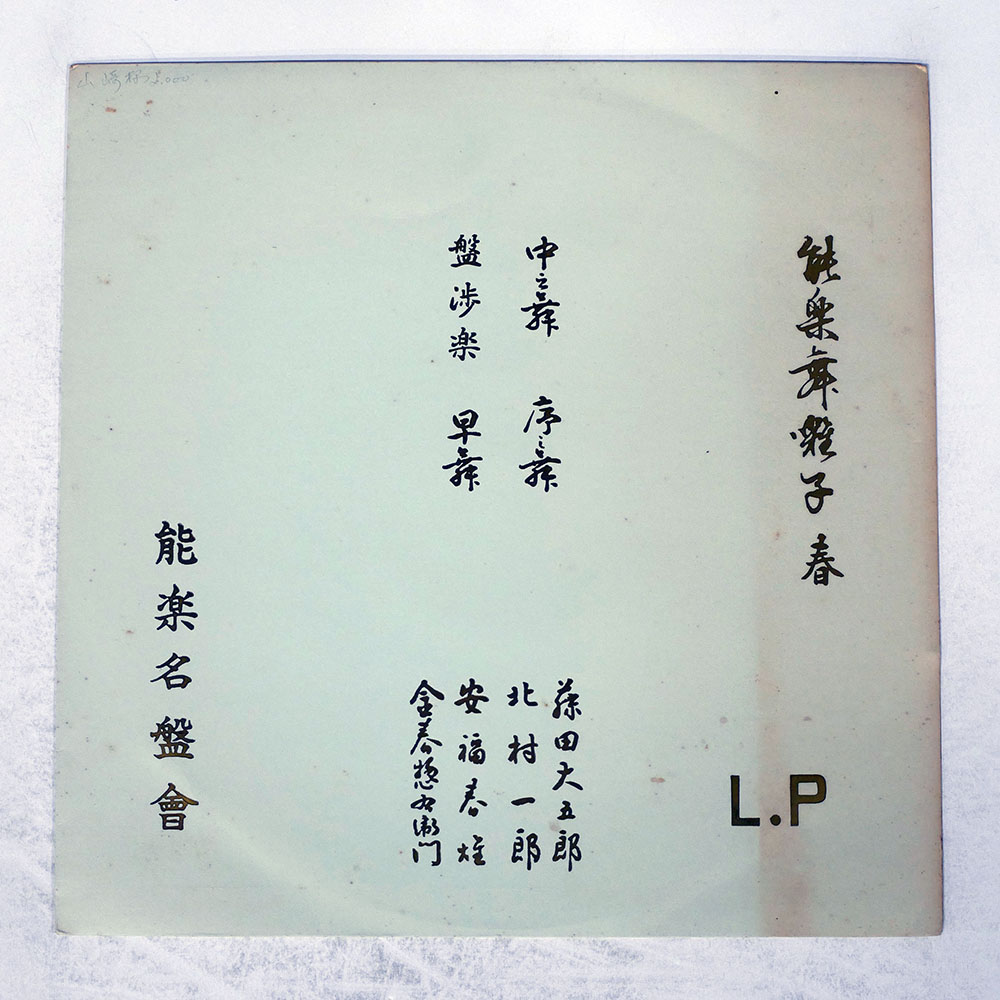 能楽舞囃子 春
中之舞 序之舞
盤渉楽 早舞
藤田大五郎
北村一郎
安福春雄
金春惣右衛門
L.P
能楽名盤會